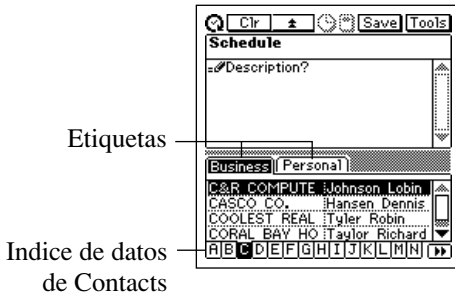 Clr Save Tools
Schedule
Description?
Etiquetas
Business Personal
C&R COMPUTE Johnson Lobin
CASCO CO. Hansen Dennis
COOLEST REAL Tyler Robin
CORAL BAY HO Taylor Richard
A B C D E F G H I J K L M N
Indice de datos
de Contacts